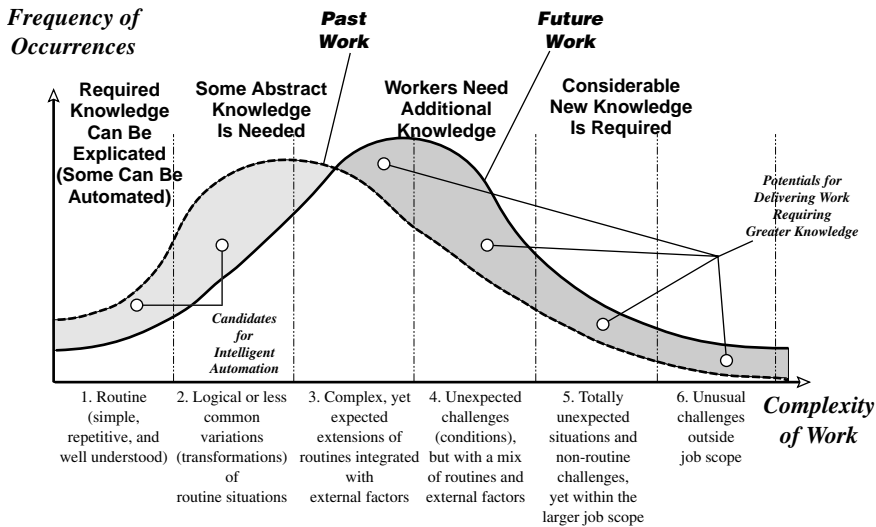 Frequency of
Occurrences
Past
Work
Future
Work
Required
Knowledge
Can Be
Explicated
(Some Can Be
Automated)
Some Abstract
Knowledge
Is Needed
Workers Need
Additional
Knowledge
Considerable
New Knowledge
Is Required
Potentials for
Delivering Work
Requiring
Greater Knowledge
Candidates
for
Intelligent
Automation
1. Routine
(simple,
repetitive, and
well understood)
2. Logical or less
common
variations
(transformations)
of
routine situations
3. Complex, yet
expected
extensions of
routines integrated
with
external factors
4. Unexpected
challenges
(conditions),
but with a mix
of routines and
external factors
5. Totally
unexpected
situations and
non-routine
challenges,
yet within the
larger job scope
6. Unusual
challenges
outside
job scope
Complexity
of Work